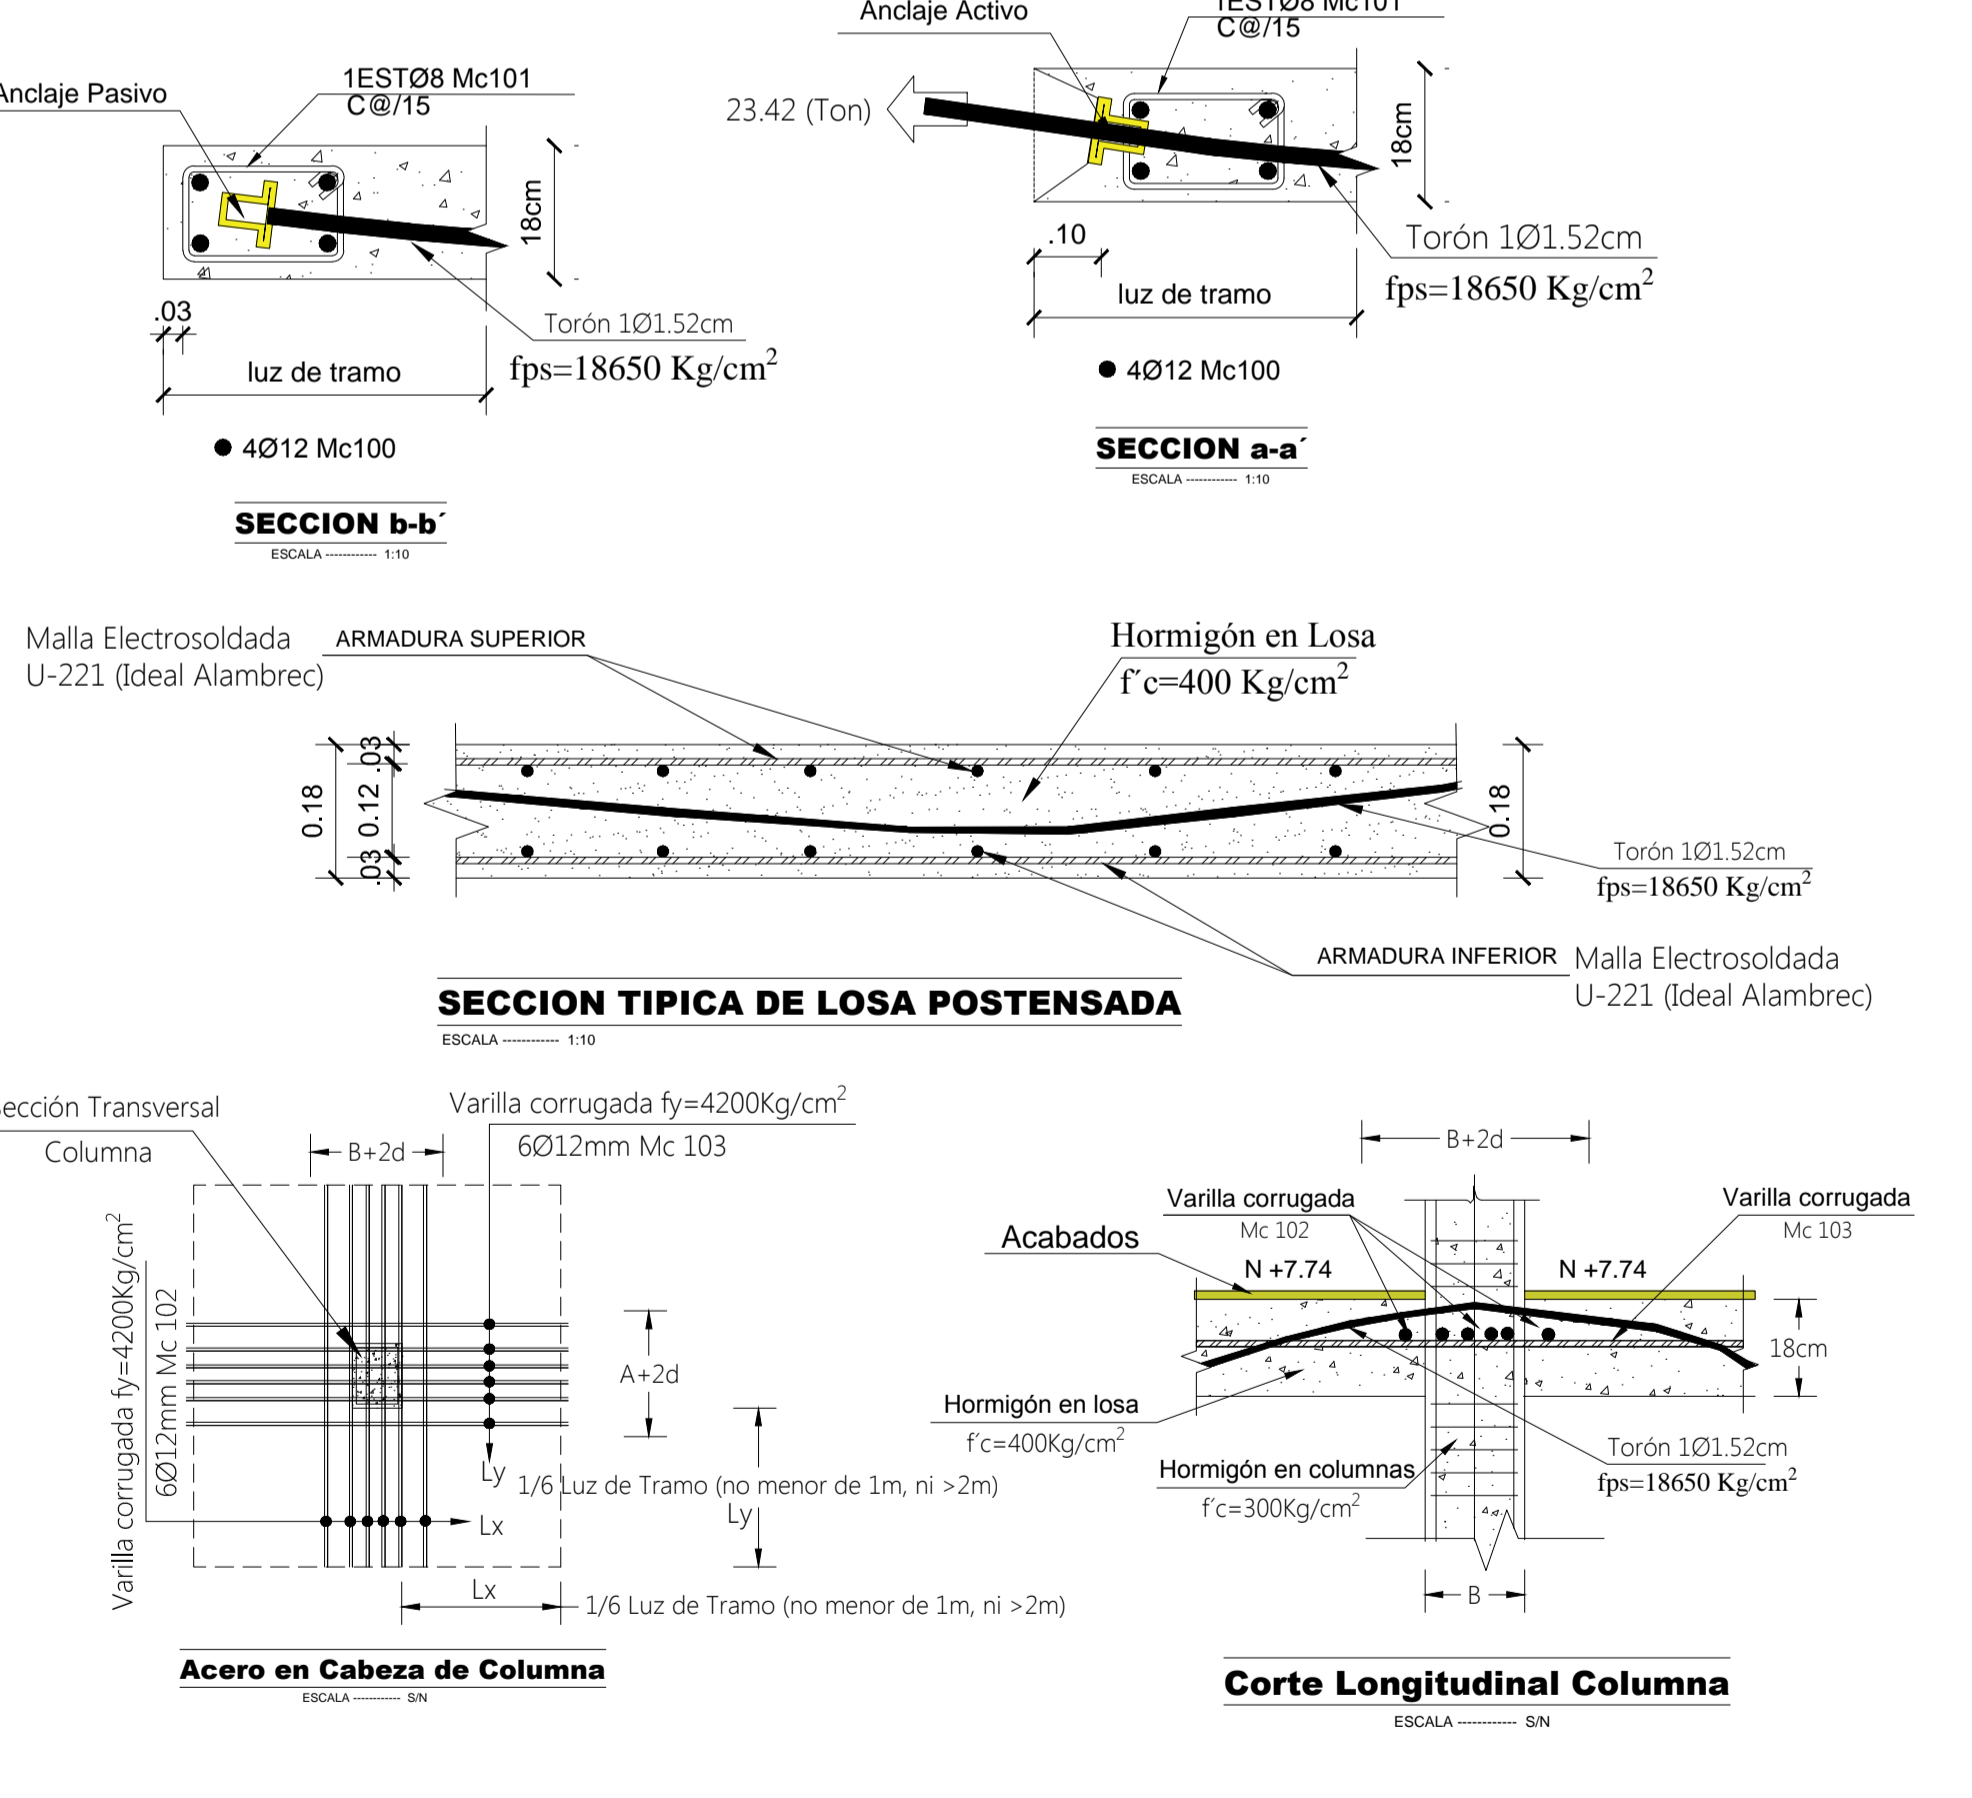 Anclaje Pasivo
1ESTØ8 Mc101
C@/15
18cm
.03
luz de tramo
Torón 1Ø1.52cm
fps=18650 Kg/cm²
4Ø12 Mc100
SECCION b-b´
ESCALA ------------ 1:10
Anclaje Activo
1ESTØ8 Mc101
C@/15
23.42 (Ton)
18cm
.10
luz de tramo
Torón 1Ø1.52cm
fps=18650 Kg/cm²
4Ø12 Mc100
SECCION a-a´
ESCALA ------------ 1:10
Malla Electrosoldada
U-221 (Ideal Alambrec)
ARMADURA SUPERIOR
Hormigón en Losa
f´c=400 Kg/cm²
0.18
.03
0.12
.03
0.18
Torón 1Ø1.52cm
fps=18650 Kg/cm²
ARMADURA INFERIOR
Malla Electrosoldada
U-221 (Ideal Alambrec)
SECCION TIPICA DE LOSA POSTENSADA
ESCALA ------------ 1:10
Sección Transversal
Columna
B+2d
Varilla corrugada fy=4200Kg/cm²
6Ø12mm Mc 103
Varilla corrugada fy=4200Kg/cm²
6Ø12mm Mc 102
A+2d
Ly
1/6 Luz de Tramo (no menor de 1m, ni >2m)
Ly
Lx
Lx
1/6 Luz de Tramo (no menor de 1m, ni >2m)
Acero en Cabeza de Columna
ESCALA ------------ S/N
B+2d
Varilla corrugada
Mc 102
Varilla corrugada
Mc 103
Acabados
N +7.74
N +7.74
18cm
Hormigón en losa
f´c=400Kg/cm²
Hormigón en columnas
f´c=300Kg/cm²
Torón 1Ø1.52cm
fps=18650 Kg/cm²
B
Corte Longitudinal Columna
ESCALA ------------ S/N